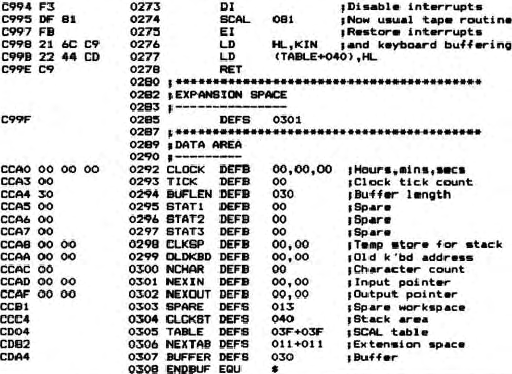 C994 F3 0273 DI ;Disable interrupts
C995 DF 81 0274 SCAL 081 ;Now usual tape routine
C997 FB 0275 EI ;Restore interrupts
C998 21 6C C9 0276 LD HL,KIN ;and keyboard buffering
C99B 22 44 CD 0277 LD (TABLE+040),HL
C99E C9 0278 RET
0280 ;*******************************************
0282 ;EXPANSION SPACE
0283 ;---------------
C99F 0285 DEFS 0301
0287 ;*******************************************
0289 ;DATA AREA
0290 ;---------
CCA0 00 00 00 0292 CLOCK DEFB 00,00,00 ;Hours,mins,secs
CCA3 00 0293 TICK DEFB 00 ;Clock tick count
CCA4 30 0294 BUFLEN DEFB 030 ;Buffer length
CCA5 00 0295 STAT1 DEFB 00 ;Spare
CCA6 00 0296 STAT2 DEFB 00 ;Spare
CCA7 00 0297 STAT3 DEFB 00 ;Spare
CCA8 00 00 0298 CLKSP DEFB 00,00 ;Temp store for stack
CCAA 00 00 0299 OLDKBD DEFB 00,00 ;Old k'bd address
CCAC 00 0300 NCHAR DEFB 00 ;Character count
CCAD 00 00 0301 NEXIN DEFB 00,00 ;Input pointer
CCAF 00 00 0302 NEXOUT DEFB 00,00 ;Output pointer
CCB1 0303 SPARE DEFS 013 ;Spare workspace
CCC4 0304 CLCKST DEFS 040 ;Stack area
CD04 0305 TABLE DEFS 03F+03F ;SCAL table
CD82 0306 NEXTAB DEFS 011+011 ;Extension space
CDA4 0307 BUFFER DEFS 030 ;Buffer
0308 ENDBUF EQU $